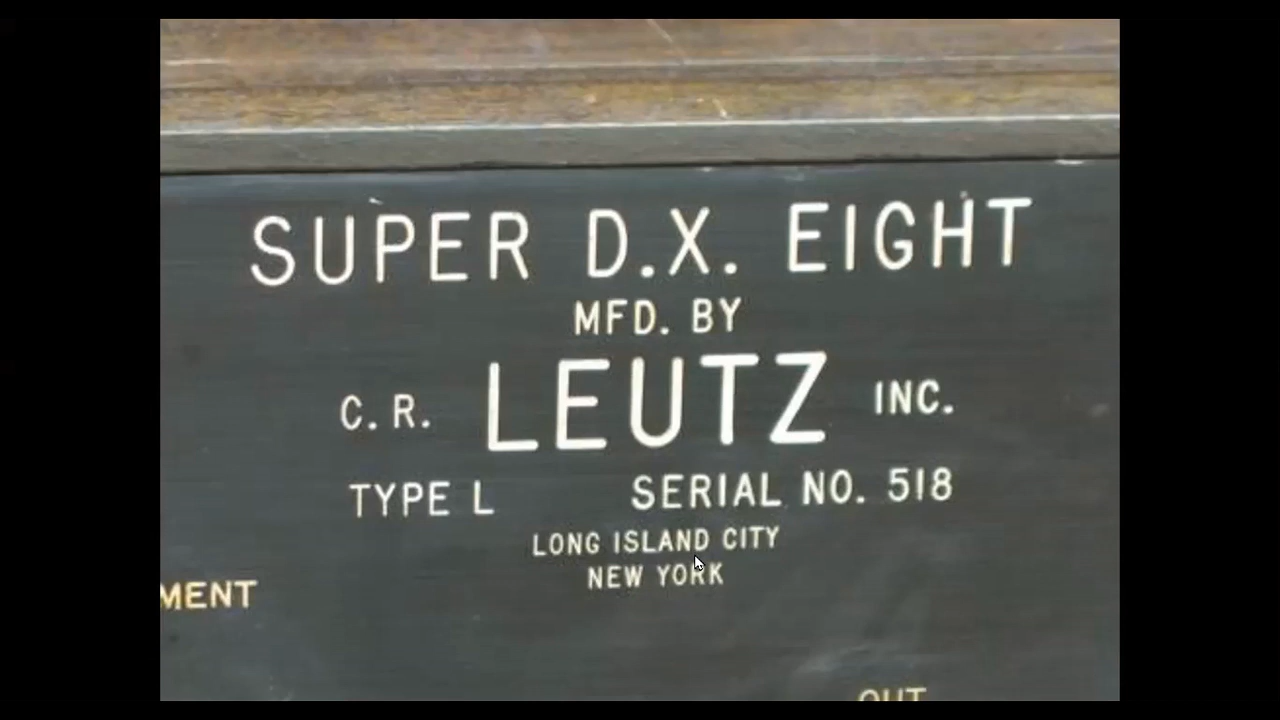 SUPER D.X. EIGHT
MFD. BY
C. R. LEUTZ INC.
TYPE L SERIAL NO. 518
LONG ISLAND CITY
NEW YORK
MENT
OUT